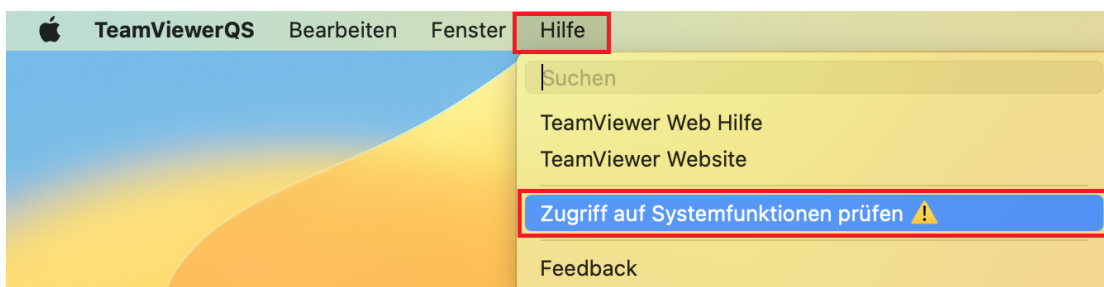 TeamViewerQS Bearbeiten Fenster Hilfe
Suchen
TeamViewer Web Hilfe
TeamViewer Website
Zugriff auf Systemfunktionen prüfen ⚠️
Feedback